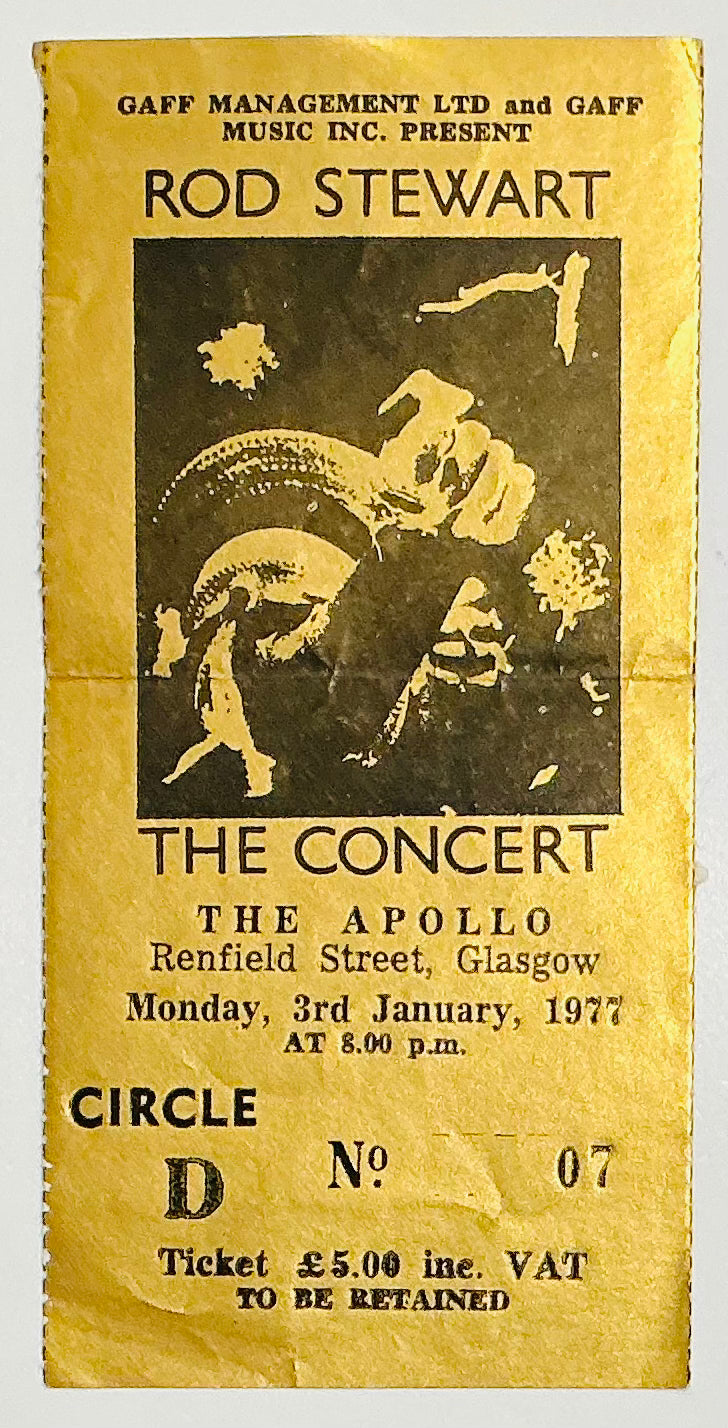 GAFF MANAGEMENT LTD and GAFF
MUSIC INC. PRESENT
ROD STEWART
THE CONCERT
THE APOLLO
Renfield Street, Glasgow
Monday, 3rd January, 1977
AT 8.00 p.m.
CIRCLE
D Nº 07
Ticket £5.00 inc. VAT
TO BE RETAINED